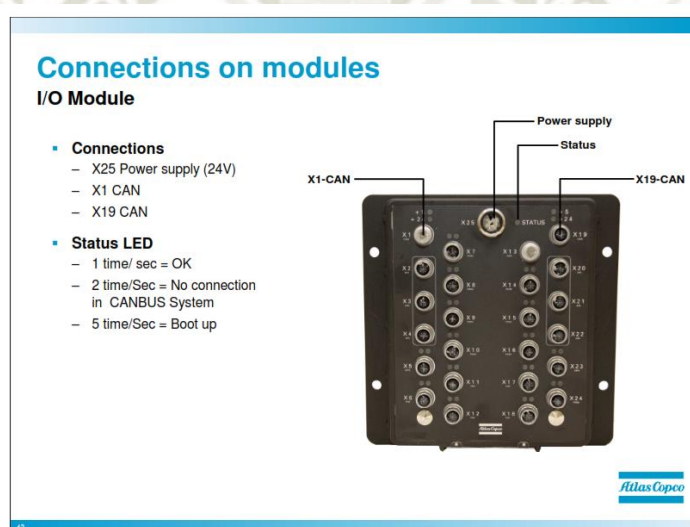 Connections on modules
I/O Module
Connections
– X25 Power supply (24V)
– X1 CAN
– X19 CAN
Status LED
– 1 time/ sec = OK
– 2 time/Sec = No connection
in CANBUS System
– 5 time/Sec = Boot up
Power supply
Status
X1-CAN
X19-CAN
X25
STATUS
X1
X19
X7
X13
X2
X20
X8
X14
X3
X21
X9
X15
X4
X22
X10
X16
X5
X23
X11
X17
X6
X24
X12
X18
Atlas Copco
Atlas Copco